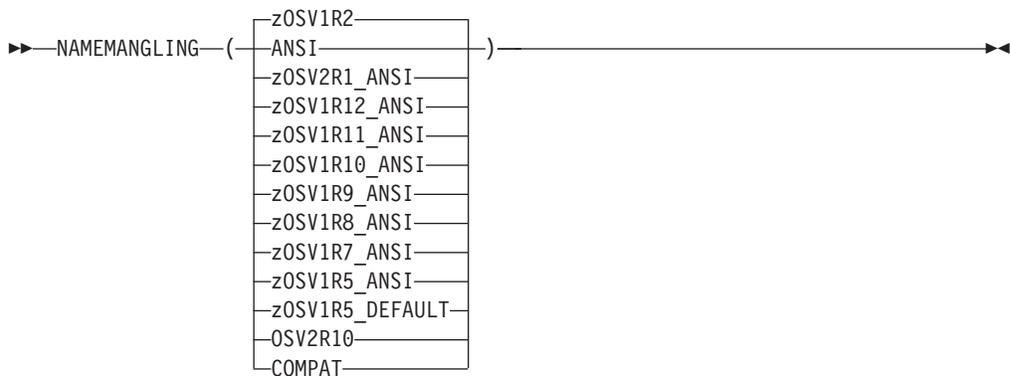 zOSV1R2
NAMEMANGLING ( ANSI )
zOSV2R1_ANSI
zOSV1R12_ANSI
zOSV1R11_ANSI
zOSV1R10_ANSI
zOSV1R9_ANSI
zOSV1R8_ANSI
zOSV1R7_ANSI
zOSV1R5_ANSI
zOSV1R5_DEFAULT
OSV2R10
COMPAT